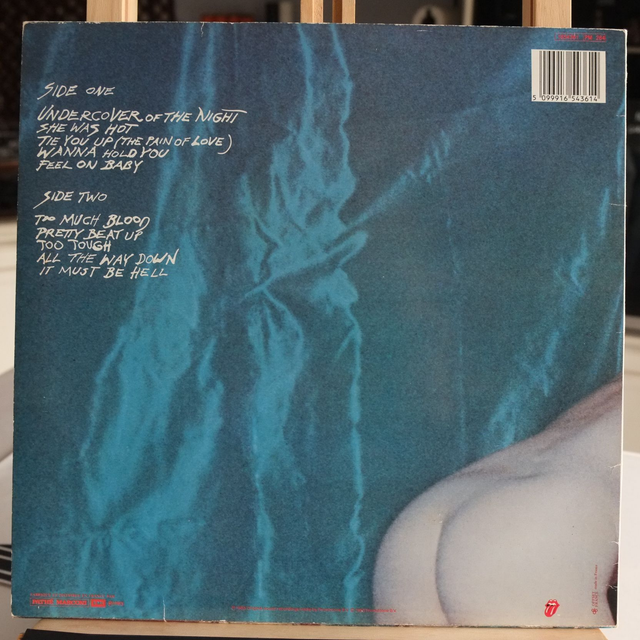 SIDE ONE
UNDERCOVER OF THE NIGHT
SHE WAS HOT
TIE YOU UP (THE PAIN OF LOVE)
WANNA HOLD YOU
FEEL ON BABY
SIDE TWO
TOO MUCH BLOOD
PRETTY BEAT UP
TOO TOUGH
ALL THE WAY DOWN
IT MUST BE HELL
5 099916 543614